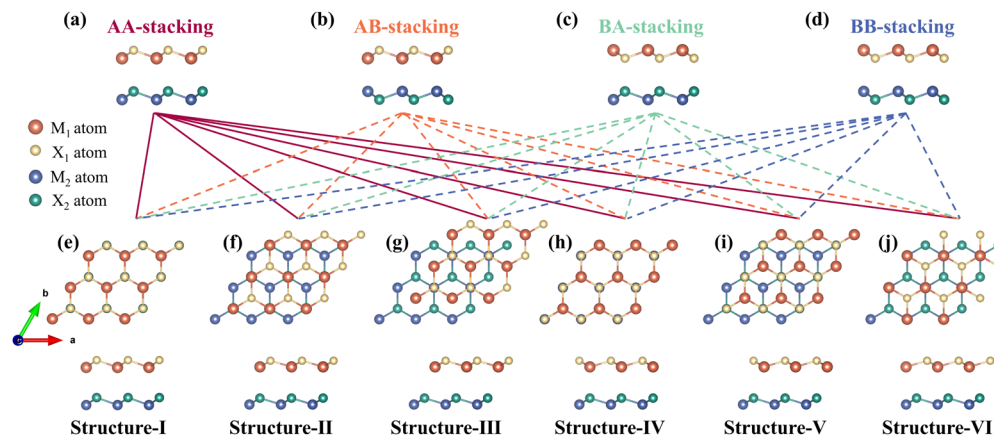 (a) (b) (c) (d)
AA-stacking AB-stacking BA-stacking BB-stacking
M₁ atom
X₁ atom
M₂ atom
X₂ atom
(e) (f) (g) (h) (i) (j)
b
a
Structure-I Structure-II Structure-III Structure-IV Structure-V Structure-VI